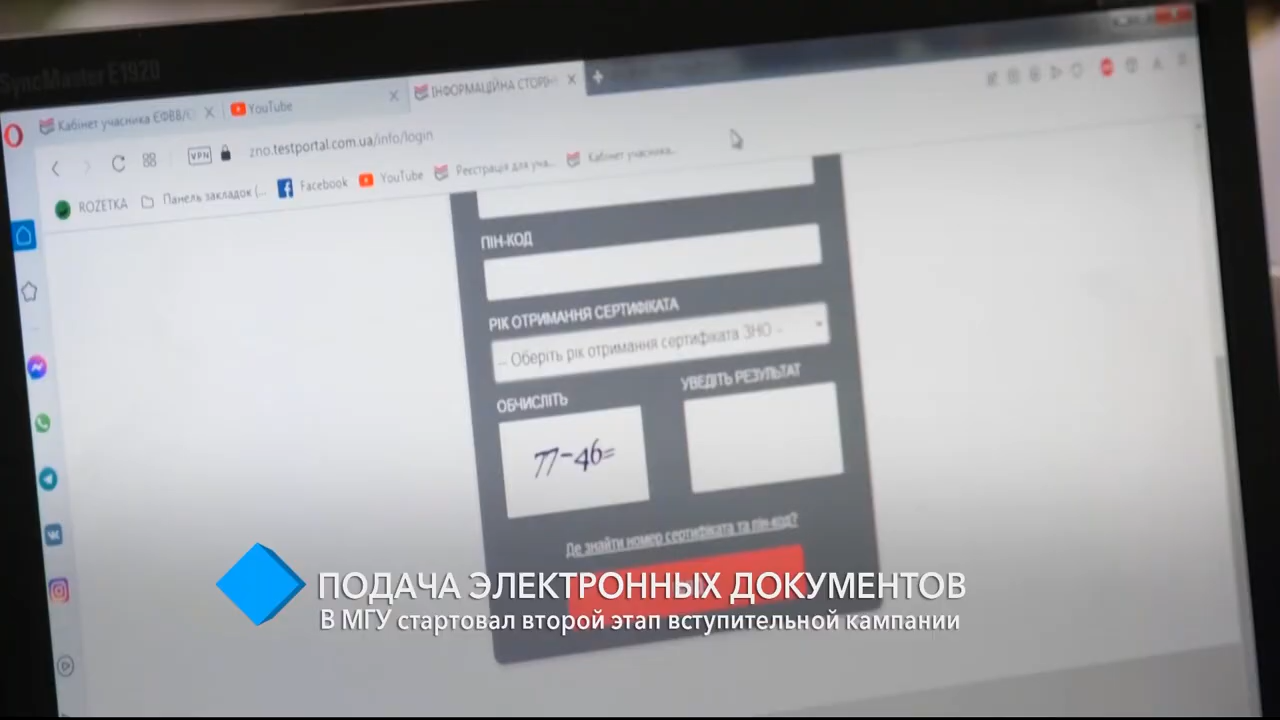 SyncMaster E1920
Кабінет учасника ЄФВВ/Є
YouTube
ІНФОРМАЦІЙНА СТОРІН
VPN
zno.testportal.com.ua/info/login
ROZETKA
Панель закладок (...
Facebook
YouTube
Реєстрація для уча...
Кабінет учасника...
ПІН-КОД
РІК ОТРИМАННЯ СЕРТИФІКАТА
-- Оберіть рік отримання сертифіката ЗНО --
ОБЧИСЛІТЬ
УВЕДІТЬ РЕЗУЛЬТАТ
77-46=
Де знайти номер сертифіката та пін-код?
ПОДАЧА ЭЛЕКТРОННЫХ ДОКУМЕНТОВ
В МГУ стартовал второй этап вступительной кампании